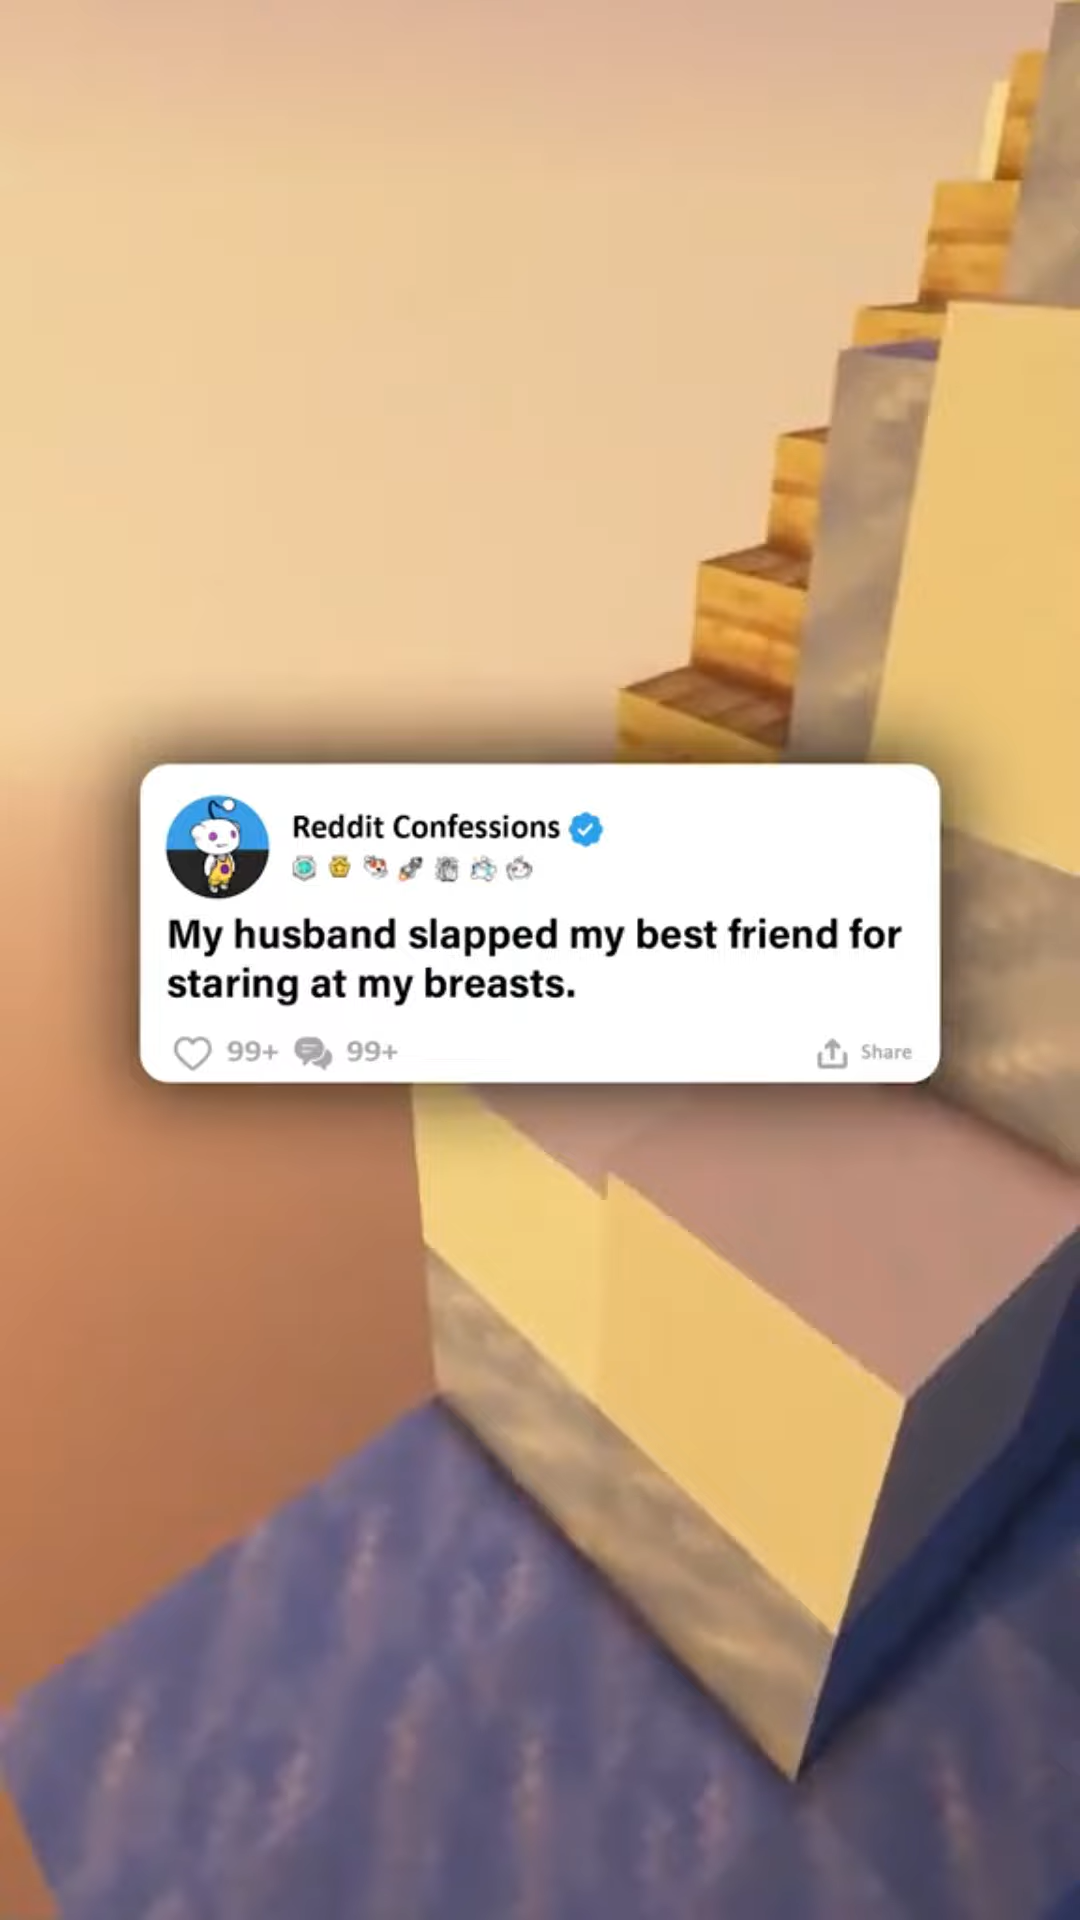 Reddit Confessions
My husband slapped my best friend for
staring at my breasts.
99+ 99+ Share